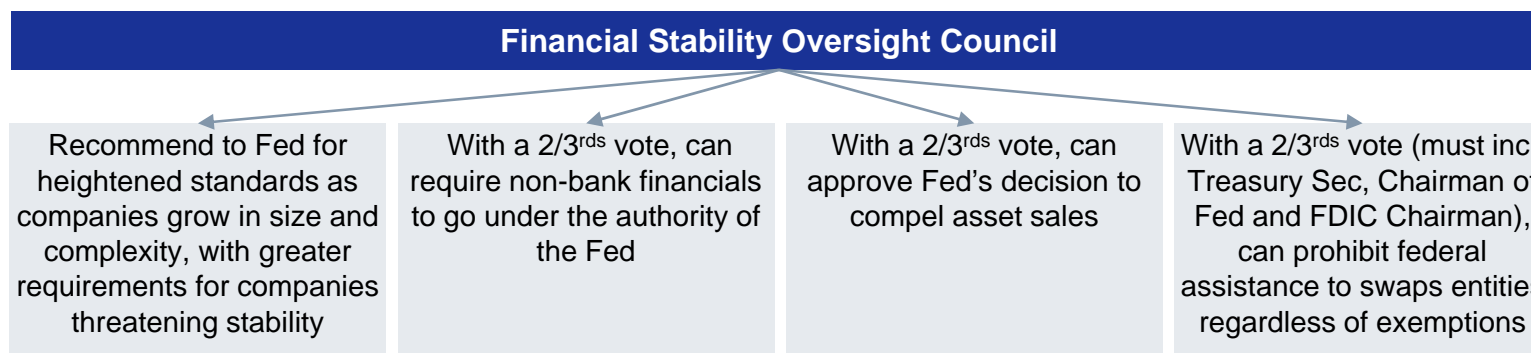 Financial Stability Oversight Council
Recommend to Fed for
heightened standards as
companies grow in size and
complexity, with greater
requirements for companies
threatening stability
With a 2/3rds vote, can
require non-bank financials
to go under the authority of
the Fed
With a 2/3rds vote, can
approve Fed's decision to
compel asset sales
With a 2/3rds vote (must
Treasury Sec, Chairman
Fed and FDIC Chairman),
can prohibit federal
assistance to swaps
regardless of exemptions